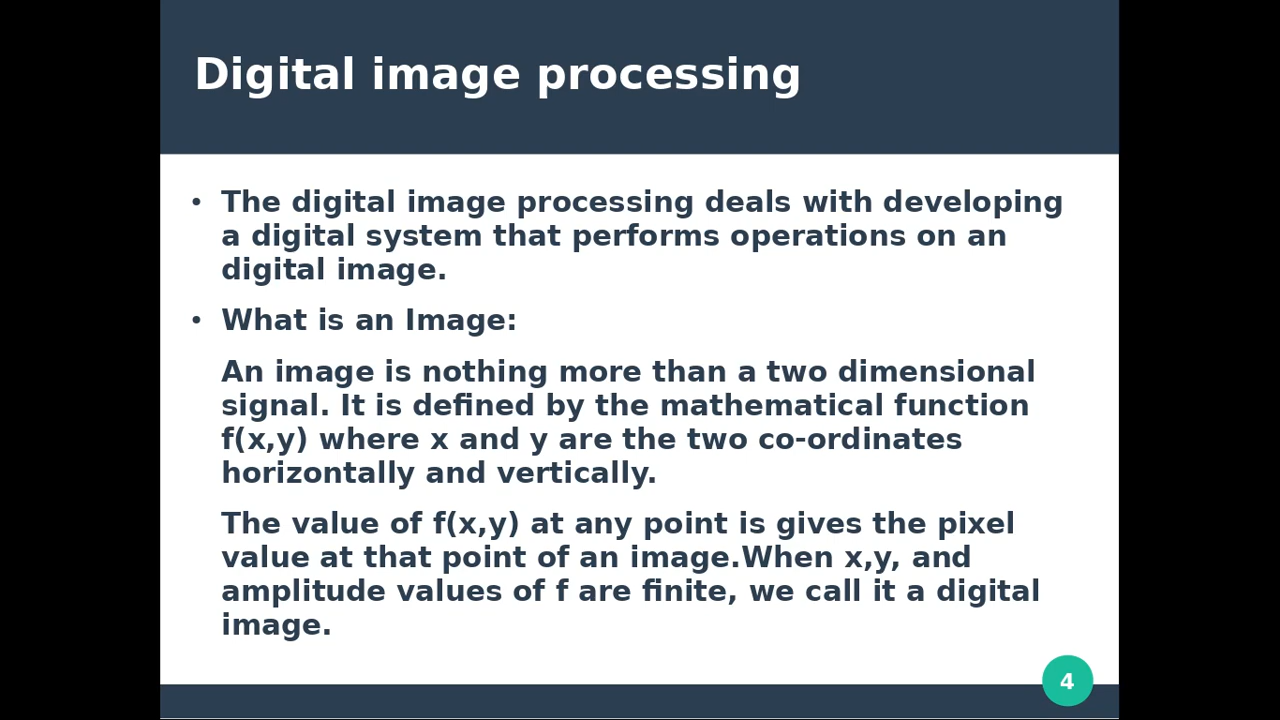 Digital image processing
• The digital image processing deals with developing
a digital system that performs operations on an
digital image.
• What is an Image:
An image is nothing more than a two dimensional
signal. It is defined by the mathematical function
f(x,y) where x and y are the two co-ordinates
horizontally and vertically.
The value of f(x,y) at any point is gives the pixel
value at that point of an image.When x,y, and
amplitude values of f are finite, we call it a digital
image.
4